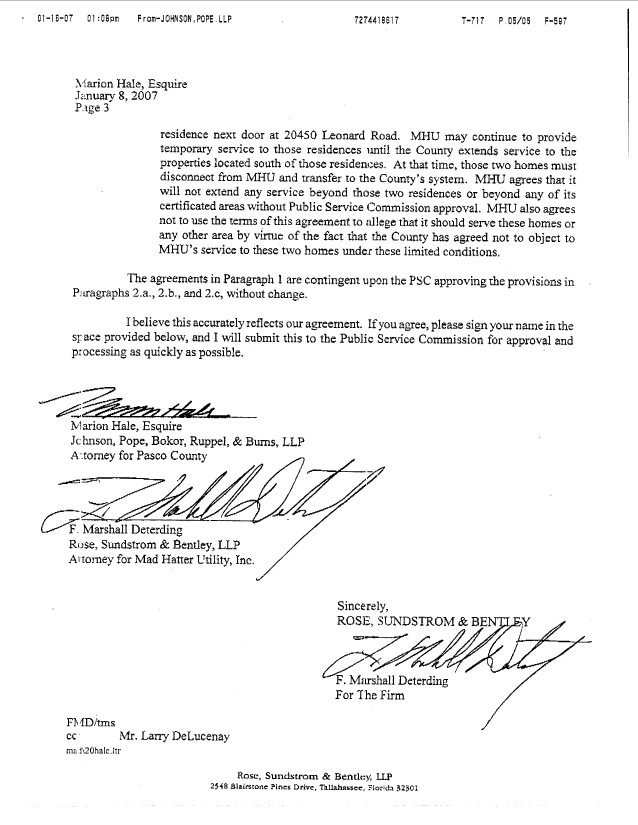 01-16-07 01:08pm From-JOHNSON,POPE.LLP 7274418617 T-717 P.05/05 F-597
Marion Hale, Esquire
January 8, 2007
Page 3
residence next door at 20450 Leonard Road. MHU may continue to provide
temporary service to those residences until the County extends service to the
properties located south of those residences. At that time, those two homes must
disconnect from MHU and transfer to the County's system. MHU agrees that it
will not extend any service beyond those two residences or beyond any of its
certificated areas without Public Service Commission approval. MHU also agrees
not to use the terms of this agreement to allege that it should serve these homes or
any other area by virtue of the fact that the County has agreed not to object to
MHU's service to these two homes under these limited conditions.
The agreements in Paragraph 1 are contingent upon the PSC approving the provisions in
Paragraphs 2.a., 2.b., and 2.c, without change.
I believe this accurately reflects our agreement. If you agree, please sign your name in the
space provided below, and I will submit this to the Public Service Commission for approval and
processing as quickly as possible.
Marion Hale
Marion Hale, Esquire
Johnson, Pope, Bokor, Ruppel, & Burns, LLP
Attorney for Pasco County
F. Marshall Deterding
F. Marshall Deterding
Rose, Sundstrom & Bentley, LLP
Attorney for Mad Hatter Utility, Inc.
Sincerely,
ROSE, SUNDSTROM & BENTLEY
F. Marshall Deterding
F. Marshall Deterding
For The Firm
FMD/tms
cc Mr. Larry DeLucenay
Rose, Sundstrom & Bentley, LLP
2548 Blairstone Pines Drive, Tallahassee, Florida 32301